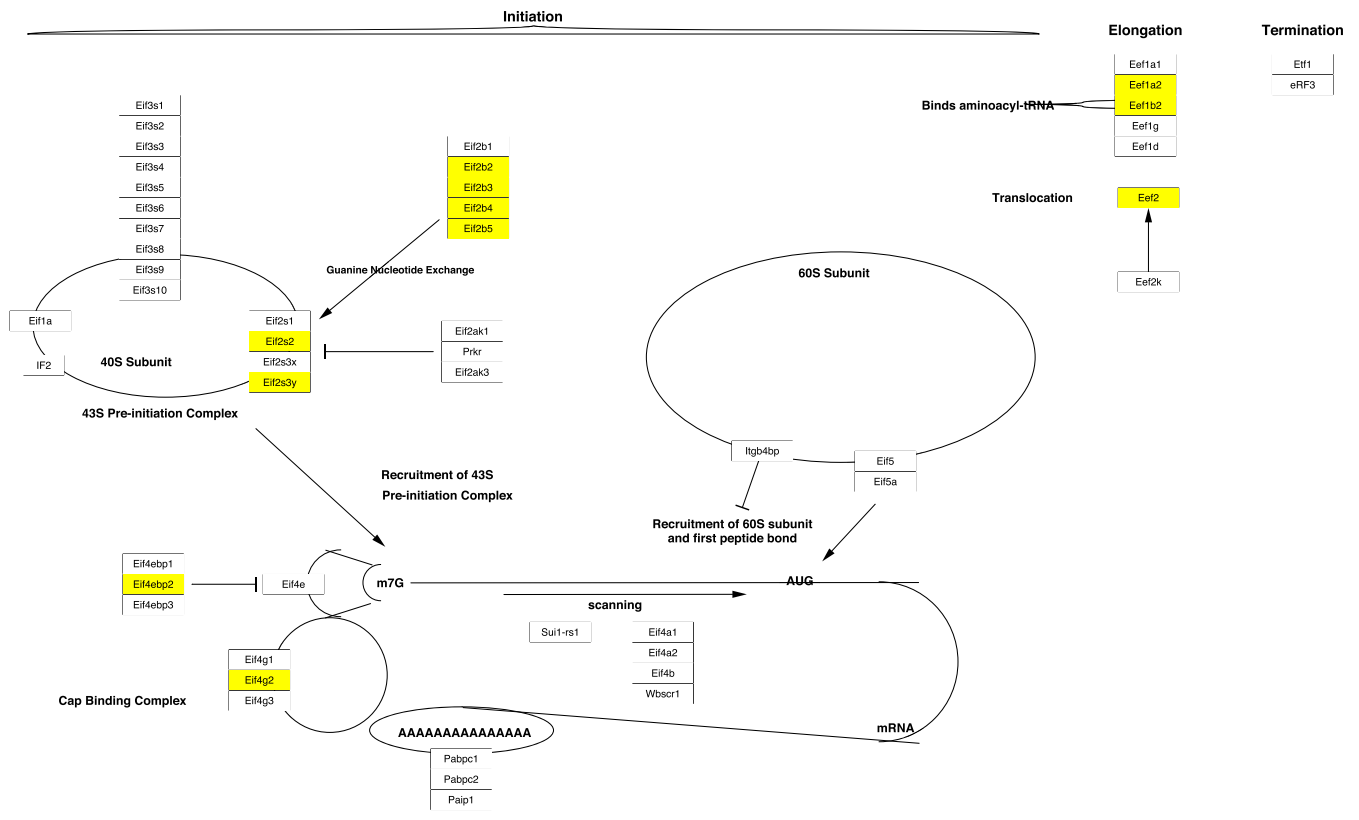 Initiation
Elongation
Termination
Eef1a1
Eef1a2
Eef1b2
Eef1g
Eef1d
Binds aminoacyl-tRNA
Etf1
eRF3
Translocation
Eef2
Eef2k
Eif3s1
Eif3s2
Eif3s3
Eif3s4
Eif3s5
Eif3s6
Eif3s7
Eif3s8
Eif3s9
Eif3s10
Eif2b1
Eif2b2
Eif2b3
Eif2b4
Eif2b5
Guanine Nucleotide Exchange
60S Subunit
Eif1a
IF2
40S Subunit
Eif2s1
Eif2s2
Eif2s3x
Eif2s3y
Eif2ak1
Prkr
Eif2ak3
43S Pre-initiation Complex
Recruitment of 43S
Pre-initiation Complex
Itgb4bp
Eif5
Eif5a
Recruitment of 60S subunit
and first peptide bond
Eif4ebp1
Eif4ebp2
Eif4ebp3
Eif4e
m7G
AUG
scanning
Sui1-rs1
Eif4a1
Eif4a2
Eif4b
Wbscr1
Eif4g1
Eif4g2
Eif4g3
Cap Binding Complex
mRNA
AAAAAAAAAAAAAAA
Pabpc1
Pabpc2
Paip1